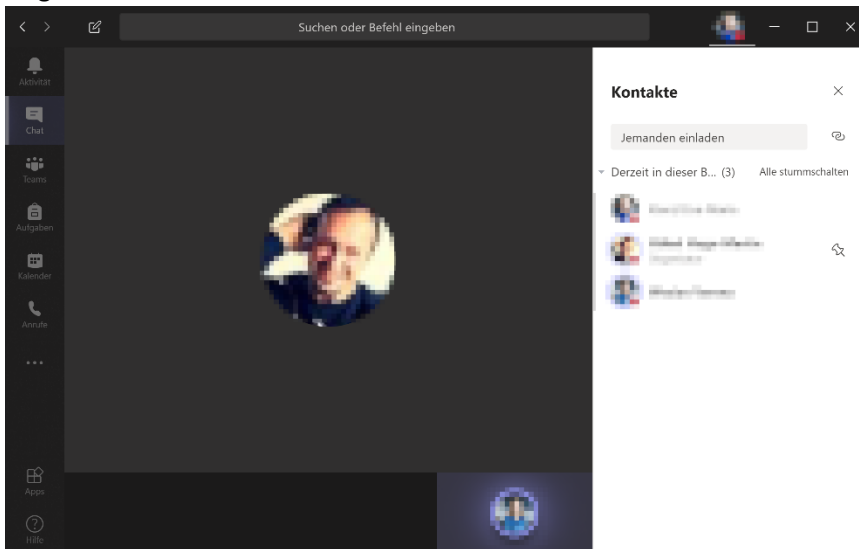 Suchen oder Befehl eingeben
Aktivität
Chat
Teams
Aufgaben
Kalender
Anrufe
Apps
Hilfe
Kontakte
Jemanden einladen
Derzeit in dieser B... (3) Alle stummschalten